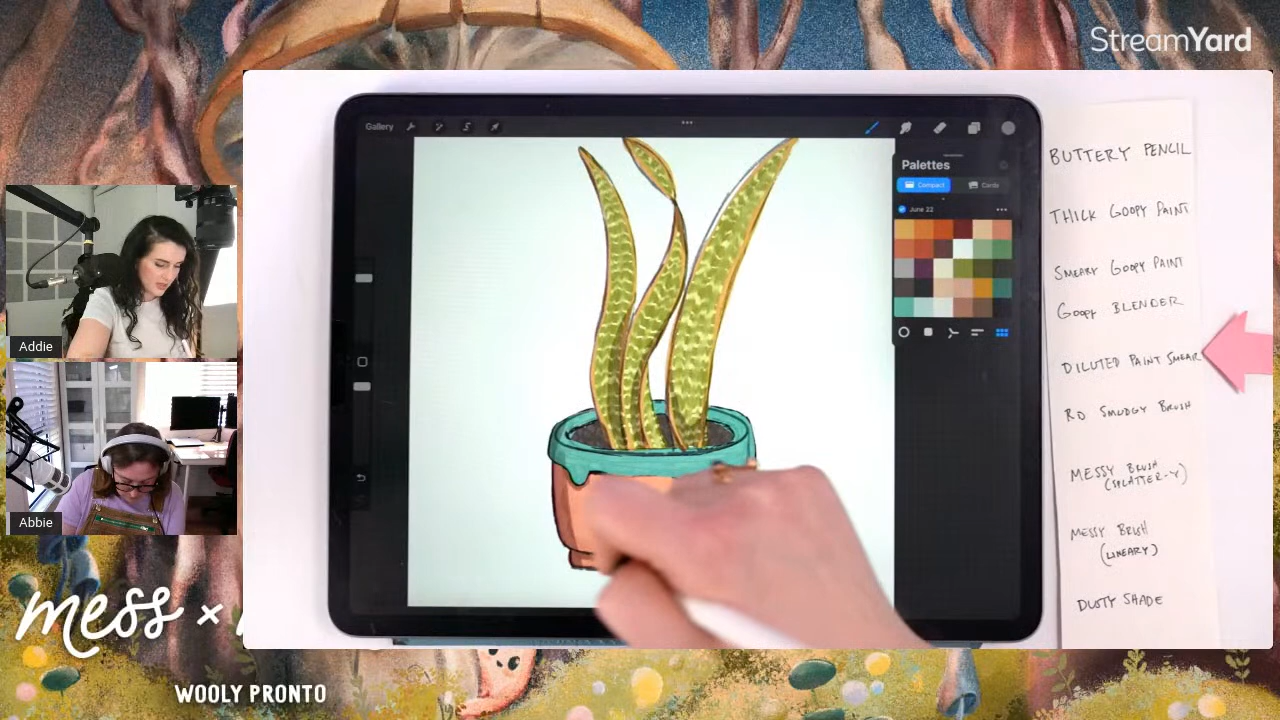 StreamYard
Gallery
Palettes
Compact
Cards
June 22
BUTTERY PENCIL
THICK GOOPY PAINT
SMEARY GOOPY PAINT
GOOPY BLENDER
DILUTED PAINT SMEAR
RD SMUDGY BRUSH
MESSY BRUSH
(SPLATTER-Y)
MESSY BRUSH
(LINEARY)
DUSTY SHADE
Addie
Abbie
mess ×
WOOLY PRONTO